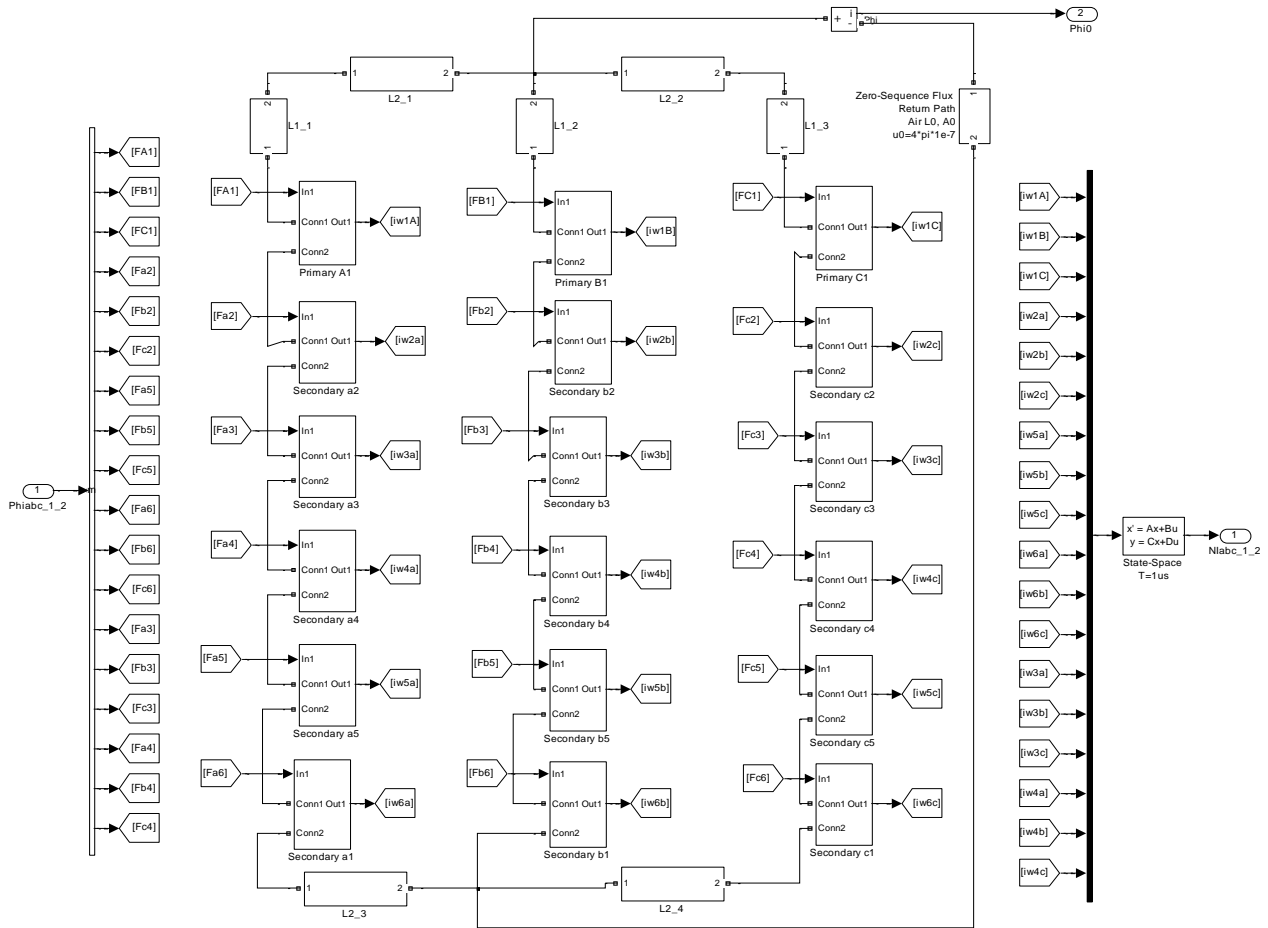 2
Phi0
+
i
-
Phi
1
2
L2_1
1
2
L2_2
2
1
L1_1
2
1
L1_2
2
1
L1_3
Zero-Sequence Flux
Return Path
Air L0, A0
u0=4*pi*1e-7
1
2
1
Phiabc_1_2
m
[FA1]
[FB1]
[FC1]
[Fa2]
[Fb2]
[Fc2]
[Fa5]
[Fb5]
[Fc5]
[Fa6]
[Fb6]
[Fc6]
[Fa3]
[Fb3]
[Fc3]
[Fa4]
[Fb4]
[Fc4]
[FA1]
In1
Conn1 Out1
Conn2
[iw1A]
Primary A1
[Fa2]
In1
Conn1 Out1
Conn2
[iw2a]
Secondary a2
[Fa3]
In1
Conn1 Out1
Conn2
[iw3a]
Secondary a3
[Fa4]
In1
Conn1 Out1
Conn2
[iw4a]
Secondary a4
[Fa5]
In1
Conn1 Out1
Conn2
[iw5a]
Secondary a5
[Fa6]
In1
Conn1 Out1
Conn2
[iw6a]
Secondary a1
[FB1]
In1
Conn1 Out1
Conn2
[iw1B]
Primary B1
[Fb2]
In1
Conn1 Out1
Conn2
[iw2b]
Secondary b2
[Fb3]
In1
Conn1 Out1
Conn2
[iw3b]
Secondary b3
[Fb4]
In1
Conn1 Out1
Conn2
[iw4b]
Secondary b4
[Fb5]
In1
Conn1 Out1
Conn2
[iw5b]
Secondary b5
[Fb6]
In1
Conn1 Out1
Conn2
[iw6b]
Secondary b1
[FC1]
In1
Conn1 Out1
Conn2
[iw1C]
Primary C1
[Fc2]
In1
Conn1 Out1
Conn2
[iw2c]
Secondary c2
[Fc3]
In1
Conn1 Out1
Conn2
[iw3c]
Secondary c3
[Fc4]
In1
Conn1 Out1
Conn2
[iw4c]
Secondary c4
[Fc5]
In1
Conn1 Out1
Conn2
[iw5c]
Secondary c5
[Fc6]
In1
Conn1 Out1
Conn2
[iw6c]
Secondary c1
1
2
L2_3
1
2
L2_4
[iw1A]
[iw1B]
[iw1C]
[iw2a]
[iw2b]
[iw2c]
[iw5a]
[iw5b]
[iw5c]
[iw6a]
[iw6b]
[iw6c]
[iw3a]
[iw3b]
[iw3c]
[iw4a]
[iw4b]
[iw4c]
x' = Ax+Bu
y = Cx+Du
State-Space
T=1us
1
NIabc_1_2